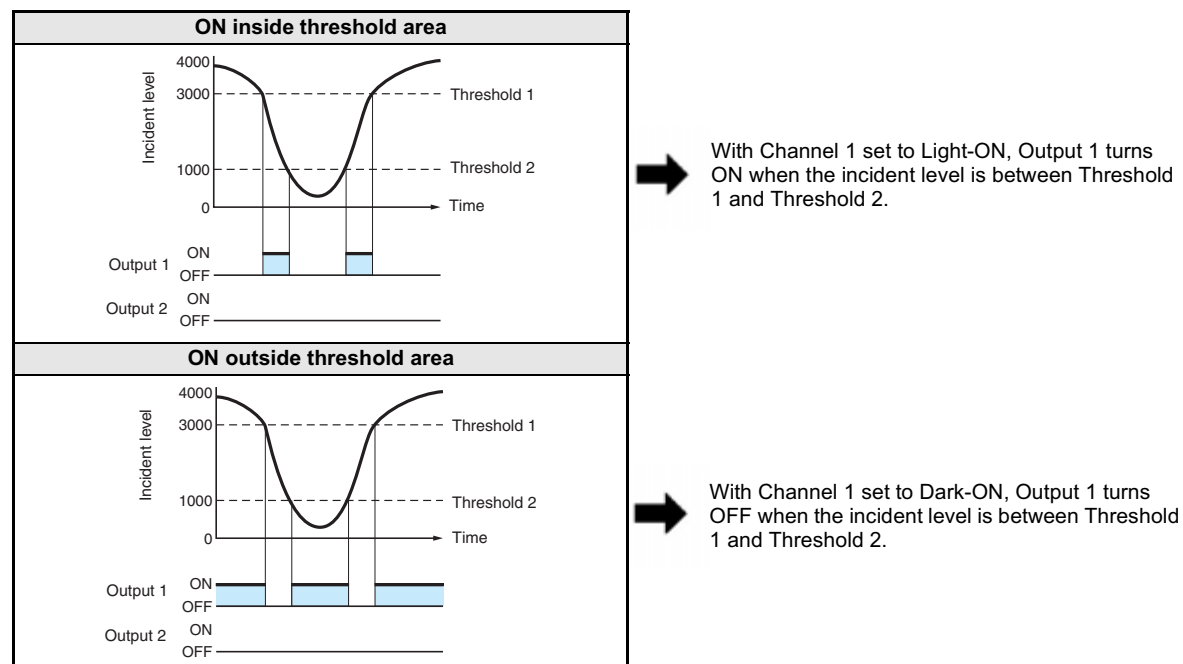 ON inside threshold area
Incident level
4000
3000
Threshold 1
1000
Threshold 2
0
Time
Output 1
ON
OFF
Output 2
ON
OFF
With Channel 1 set to Light-ON, Output 1 turns
ON when the incident level is between Threshold
1 and Threshold 2.
ON outside threshold area
Incident level
4000
3000
Threshold 1
1000
Threshold 2
0
Time
Output 1
ON
OFF
Output 2
ON
OFF
With Channel 1 set to Dark-ON, Output 1 turns
OFF when the incident level is between Threshold
1 and Threshold 2.